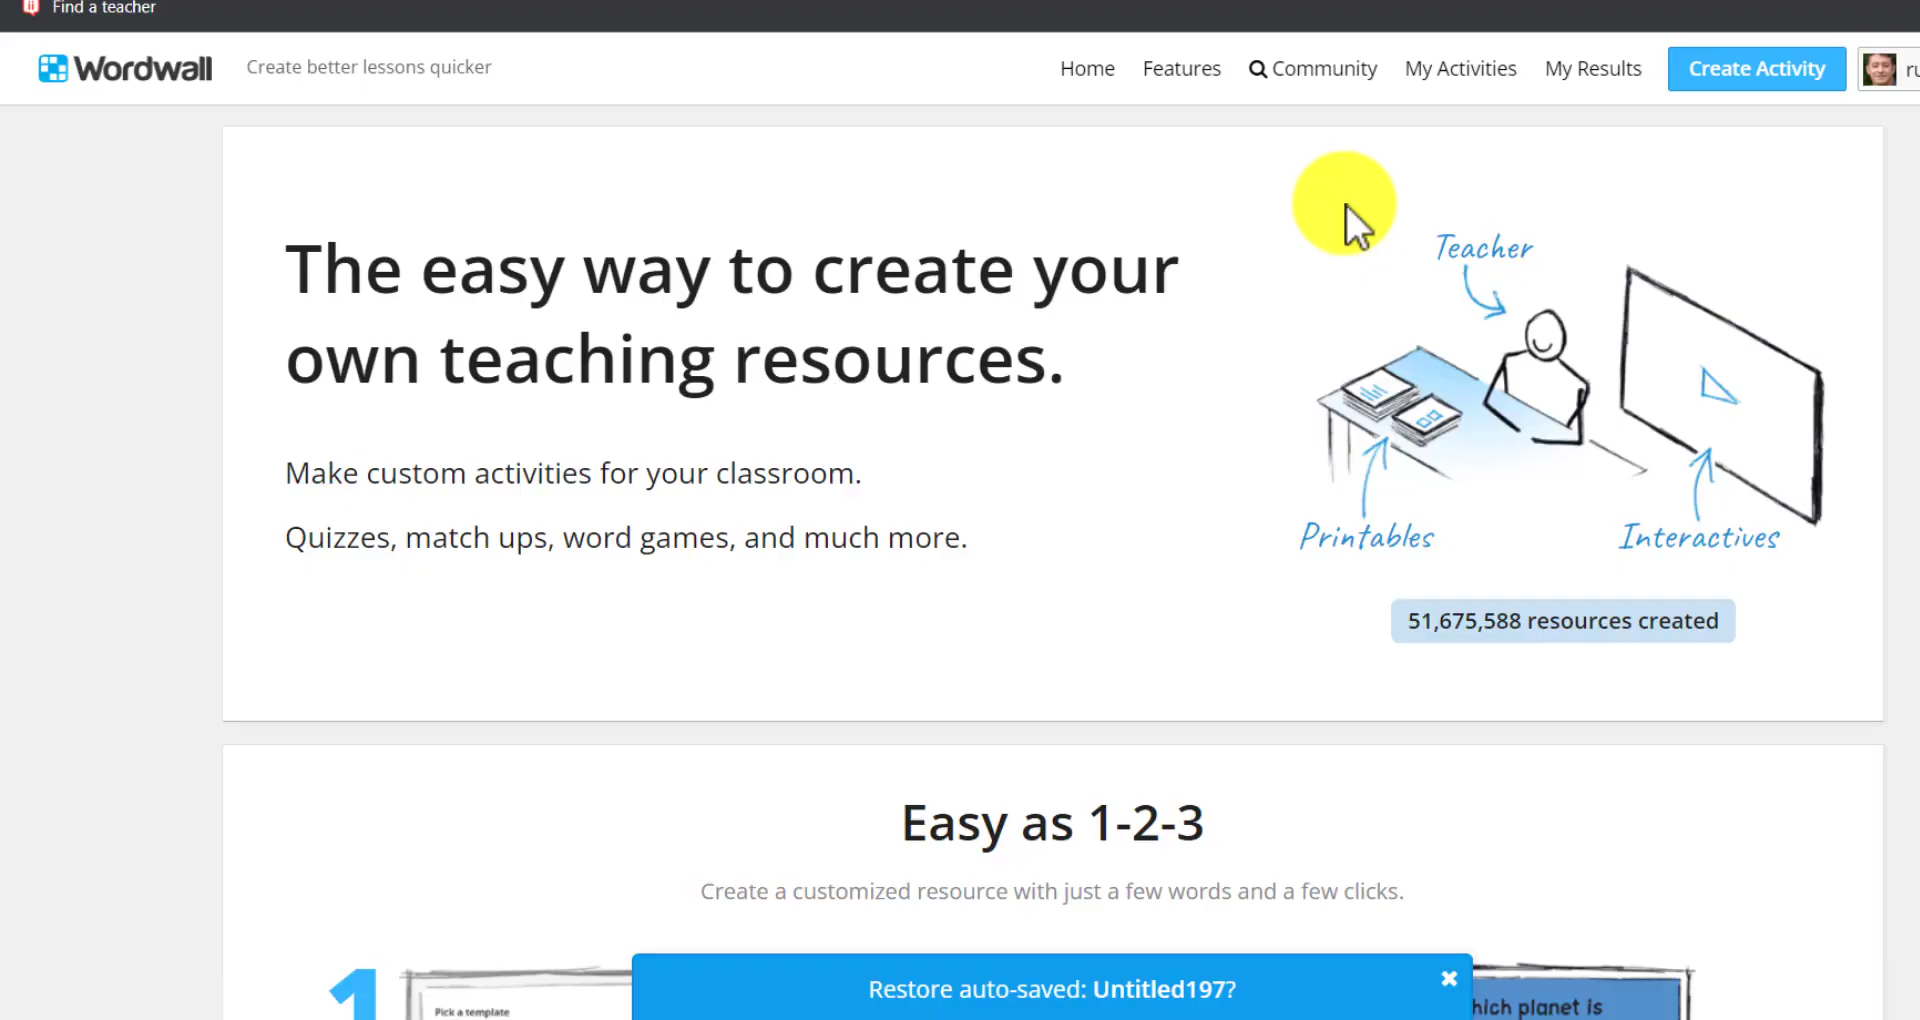 Find a teacher
Wordwall
Create better lessons quicker
Home
Features
Community
My Activities
My Results
Create Activity
ru
The easy way to create your
own teaching resources.
Make custom activities for your classroom.
Quizzes, match ups, word games, and much more.
Teacher
Printables
Interactives
51,675,588 resources created
Easy as 1-2-3
Create a customized resource with just a few words and a few clicks.
1
Pick a template
Restore auto-saved: Untitled197?
hich planet is